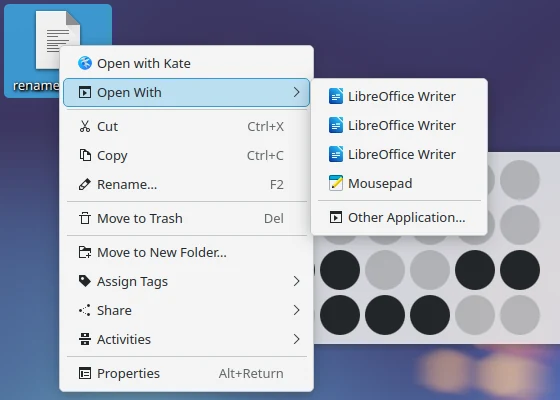 rename
Open with Kate
Open With
Cut Ctrl+X
Copy Ctrl+C
Rename... F2
Move to Trash Del
Move to New Folder...
Assign Tags
Share
Activities
Properties Alt+Return
LibreOffice Writer
LibreOffice Writer
LibreOffice Writer
Mousepad
Other Application...